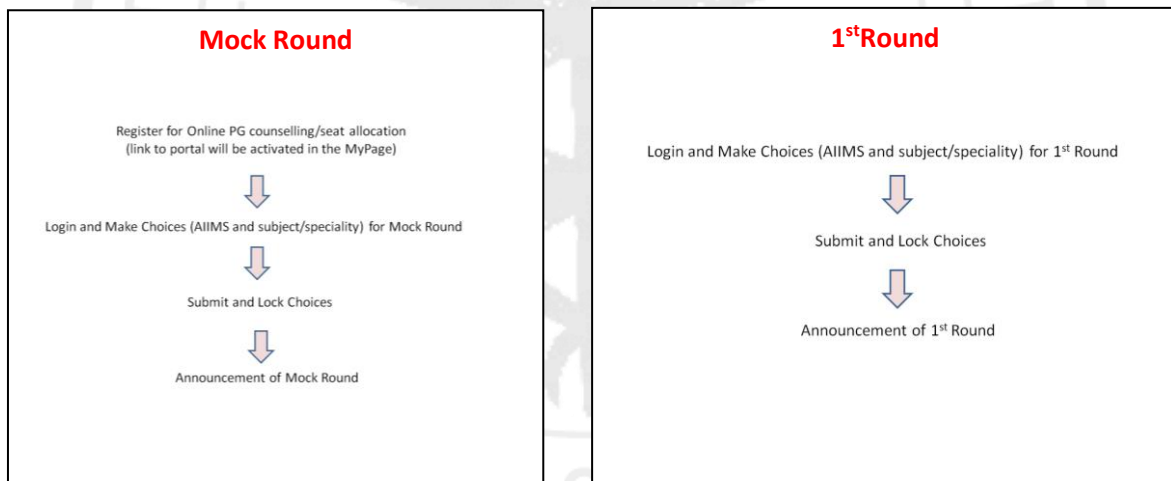 Mock Round
Register for Online PG counselling/seat allocation
(link to portal will be activated in the MyPage)
Login and Make Choices (AIIMS and subject/speciality) for Mock Round
Submit and Lock Choices
Announcement of Mock Round
1stRound
Login and Make Choices (AIIMS and subject/speciality) for 1st Round
Submit and Lock Choices
Announcement of 1st Round